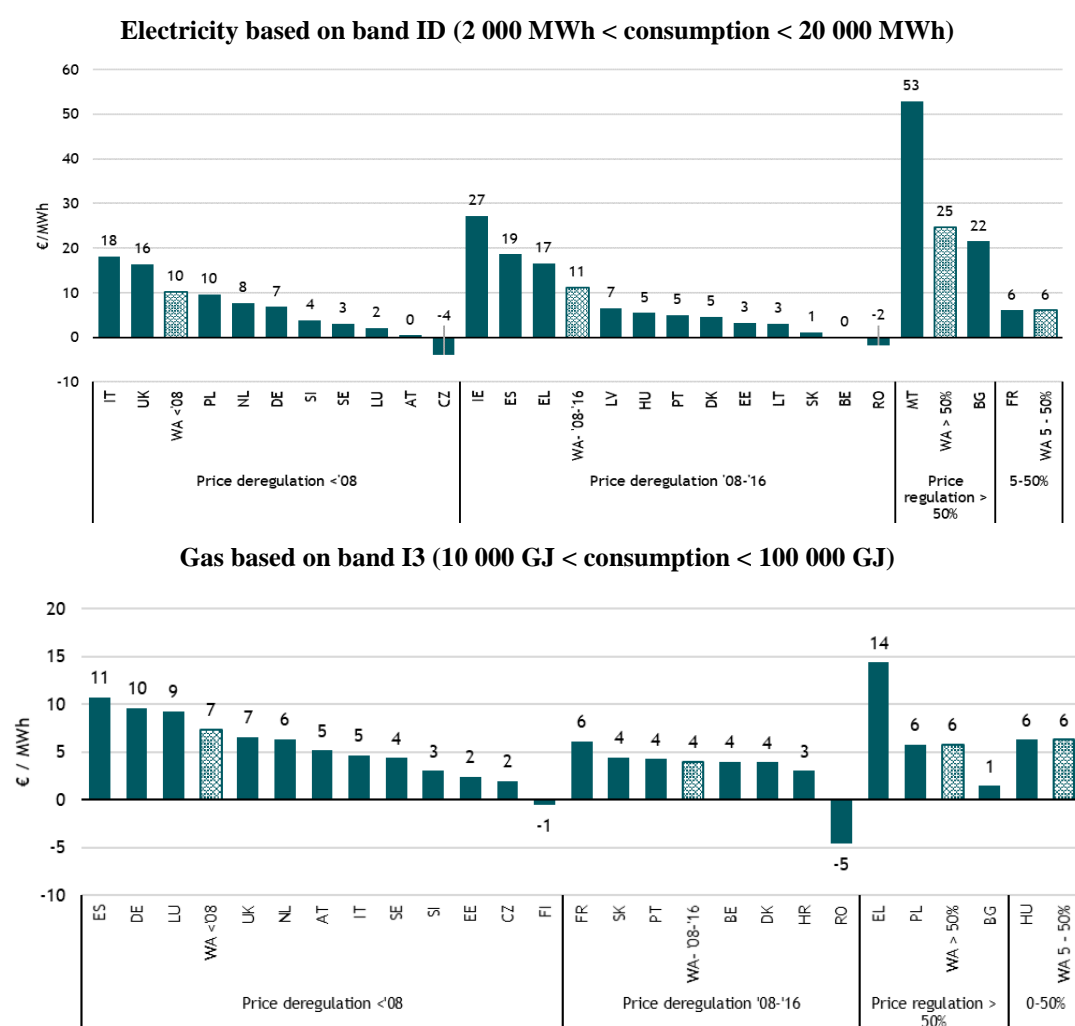 Electricity based on band ID (2 000 MWh < consumption < 20 000 MWh)
60
50
40
30
20
10
0
-10
€/MWh
18
16
10
10
8
7
4
3
2
0
-4
27
19
17
11
7
5
5
5
3
3
1
0
-2
53
25
22
6
6
IT
UK
WA <'08
PL
NL
DE
SI
SE
LU
AT
CZ
IE
ES
EL
WA- '08-'16
LV
HU
PT
DK
EE
LT
SK
BE
RO
MT
WA > 50%
BG
FR
WA 5 - 50%
Price deregulation <'08
Price deregulation '08-'16
Price
regulation >
50%
5-50%
Gas based on band I3 (10 000 GJ < consumption < 100 000 GJ)
20
15
10
5
0
-5
-10
€ / MWh
11
10
9
7
7
6
5
5
4
3
2
2
-1
6
4
4
4
4
4
3
-5
14
6
6
1
6
6
ES
DE
LU
WA <'08
UK
NL
AT
IT
SE
SI
EE
CZ
FI
FR
SK
PT
WA- '08-'16
BE
DK
HR
RO
EL
PL
WA > 50%
BG
HU
WA 5 - 50%
Price deregulation <'08
Price deregulation '08-'16
Price regulation >
50%
0-50%